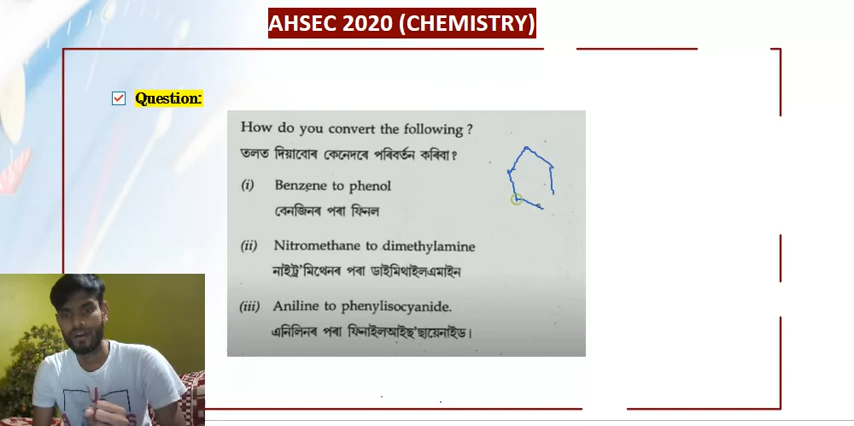 AHSEC 2020 (CHEMISTRY)
Question:
How do you convert the following ?
তলত দিয়াবোৰ কেনেদৰে পৰিবৰ্তন কৰিবা?
(i) Benzene to phenol
বেনজিনৰ পৰা ফিনল
(ii) Nitromethane to dimethylamine
নাইট্ৰ'মিথেনৰ পৰা ডাইমিথাইলএমাইন
(iii) Aniline to phenylisocyanide.
এনিলিনৰ পৰা ফিনাইলআইছ'ছায়েনাইড।